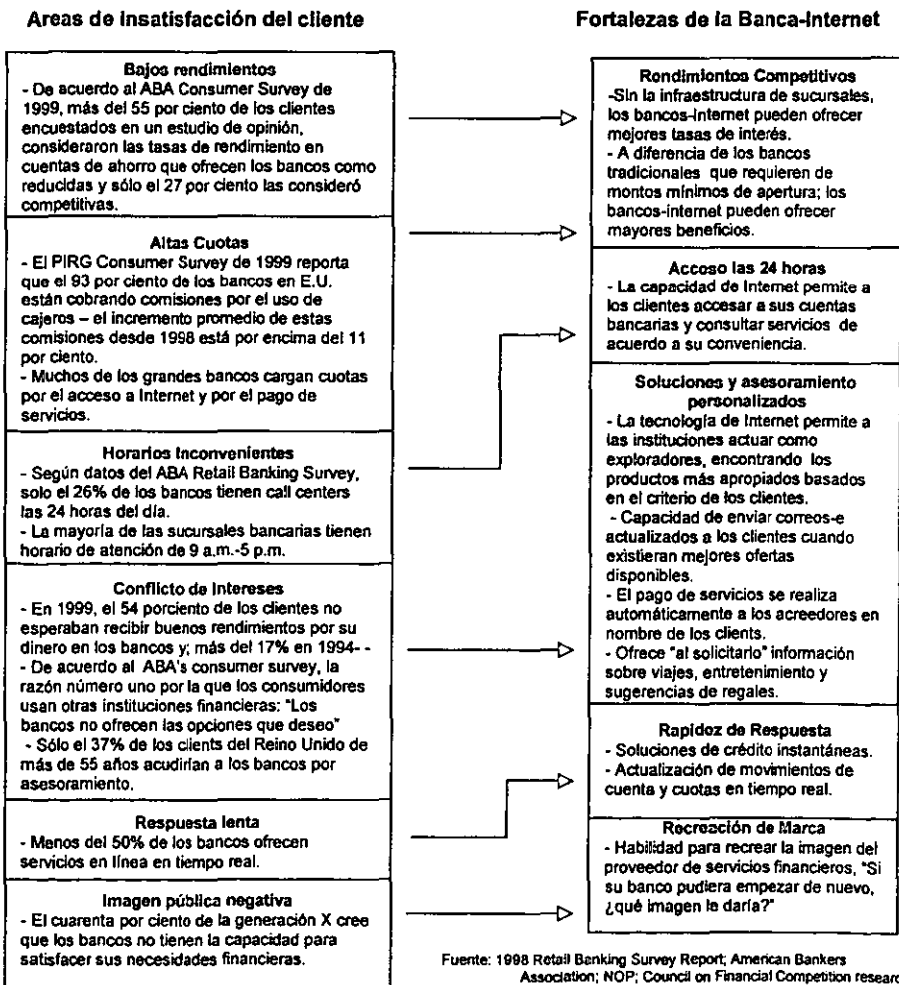 Areas de insatisfacción del cliente
Bajos rendimientos
- De acuerdo al ABA Consumer Survey de
1999, más del 55 por ciento de los clientes
encuestados en un estudio de opinión,
consideraron las tasas de rendimiento en
cuentas de ahorro que ofrecen los bancos como
reducidas y sólo el 27 por ciento las consideró
competitivas.
Altas Cuotas
- El PIRG Consumer Survey de 1999 reporta
que el 93 por ciento de los bancos en E.U.
están cobrando comisiones por el uso de
cajeros – el incremento promedio de estas
comisiones desde 1998 está por encima del 11
por ciento.
- Muchos de los grandes bancos cargan cuotas
por el acceso a Internet y por el pago de
servicios.
Horarios Inconvenientes
- Según datos del ABA Retail Banking Survey,
solo el 26% de los bancos tienen call centers
las 24 horas del día.
- La mayoría de las sucursales bancarias tienen
horario de atención de 9 a.m.-5 p.m.
Conflicto de Intereses
- En 1999, el 54 porciento de los clientes no
esperaban recibir buenos rendimientos por su
dinero en los bancos y; más del 17% en 1994- -
- De acuerdo al ABA's consumer survey, la
razón número uno por la que los consumidores
usan otras instituciones financieras: "Los
bancos no ofrecen las opciones que deseo"
- Sólo el 37% de los clients del Reino Unido de
más de 55 años acudirían a los bancos por
asesoramiento.
Respuesta lenta
- Menos del 50% de los bancos ofrecen
servicios en línea en tiempo real.
Imagen pública negativa
- El cuarenta por ciento de la generación X cree
que los bancos no tienen la capacidad para
satisfacer sus necesidades financieras.
Fortalezas de la Banca-Internet
Rendimientos Competitivos
-Sin la infraestructura de sucursales,
los bancos-Internet pueden ofrecer
mejores tasas de interés.
- A diferencia de los bancos
tradicionales que requieren de
montos mínimos de apertura; los
bancos-internet pueden ofrecer
mayores beneficios.
Acceso las 24 horas
- La capacidad de Internet permite a
los clientes accesar a sus cuentas
bancarias y consultar servicios de
acuerdo a su conveniencia.
Soluciones y asesoramiento
personalizados
- La tecnología de Internet permite a
las instituciones actuar como
exploradores, encontrando los
productos más apropiados basados
en el criterio de los clientes.
- Capacidad de enviar correos-e
actualizados a los clientes cuando
existieran mejores ofertas
disponibles.
- El pago de servicios se realiza
automáticamente a los acreedores en
nombre de los clients.
- Ofrece "al solicitarlo" información
sobre viajes, entretenimiento y
sugerencias de regales.
Rapidez de Respuesta
- Soluciones de crédito instantáneas.
- Actualización de movimientos de
cuenta y cuotas en tiempo real.
Recreación de Marca
- Habilidad para recrear la imagen del
proveedor de servicios financieros, "Si
su banco pudiera empezar de nuevo,
¿qué imagen le daría?"
Fuente: 1998 Retail Banking Survey Report; American Bankers
Association; NOP; Council on Financial Competition researc